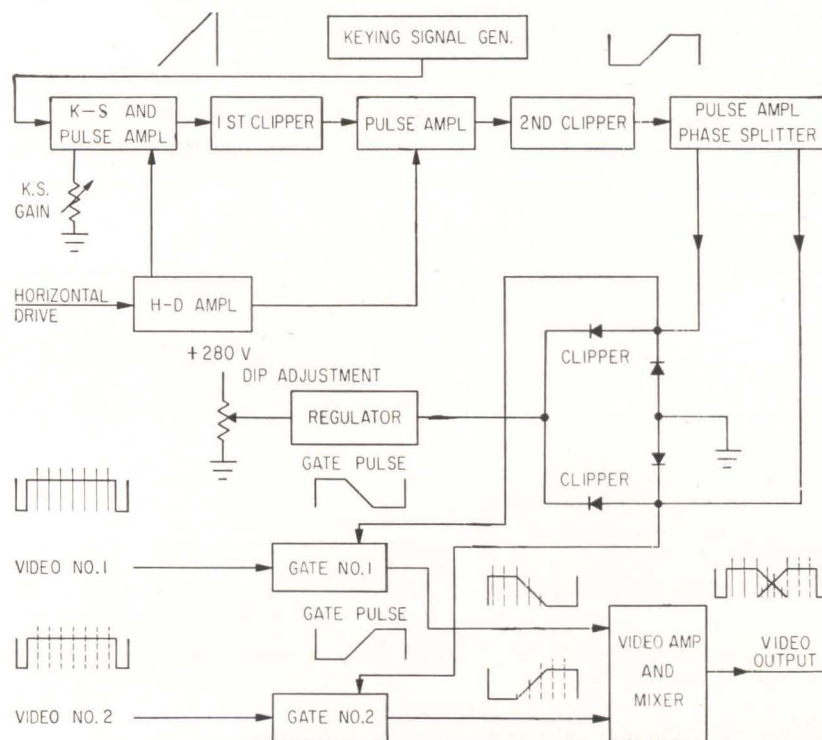 KEYING SIGNAL GEN.
K-S AND
PULSE AMPL
1ST CLIPPER
PULSE AMPL
2ND CLIPPER
PULSE AMPL
PHASE SPLITTER
K.S.
GAIN
HORIZONTAL
DRIVE
H-D AMPL
+280 V
DIP ADJUSTMENT
REGULATOR
CLIPPER
CLIPPER
GATE PULSE
VIDEO NO.1
GATE NO.1
GATE PULSE
VIDEO NO.2
GATE NO.2
VIDEO AMP
AND
MIXER
VIDEO
OUTPUT